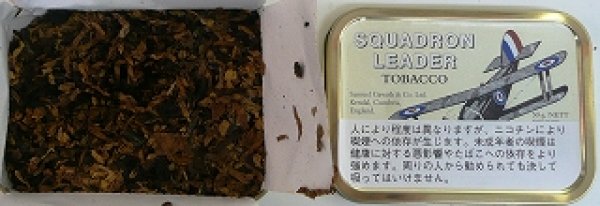 SQUADRON
LEADER
TOBACCO
Samuel Gawith & Co. Ltd.
Kendal, Cumbria,
England.
50g. NETT
人により程度は異なりますが、ニコチンにより
喫煙への依存が生じます。未成年者の喫煙は
健康に対する悪影響やたばこへの依存をより
強めます。周りの人から勧められても決して
吸ってはいけません。